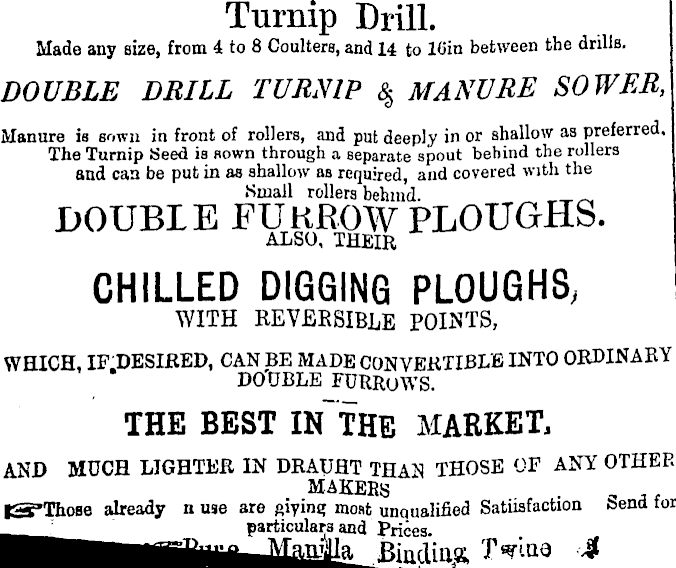 Turnip Drill.
Made any size, from 4 to 8 Coulters, and 14 to 16in between the drills.
DOUBLE DRILL TURNIP & MANURE SOWER,
Manure is sown in front of rollers, and put deeply in or shallow as preferred.
The Turnip Seed is sown through a separate spout behind the rollers
and can be put in as shallow as required, and covered with the
Small rollers behind.
DOUBLE FURROW PLOUGHS.
ALSO, THEIR
CHILLED DIGGING PLOUGHS,
WITH REVERSIBLE POINTS,
WHICH, IF DESIRED, CAN BE MADE CONVERTIBLE INTO ORDINARY
DOUBLE FURROWS.
THE BEST IN THE MARKET,
AND MUCH LIGHTER IN DRAUHT THAN THOSE OF ANY OTHER
MAKERS
☞Those already n use are giving most unqualified Satiisfaction Send for
particulars and Prices.
Pure Manilla Binding Twine